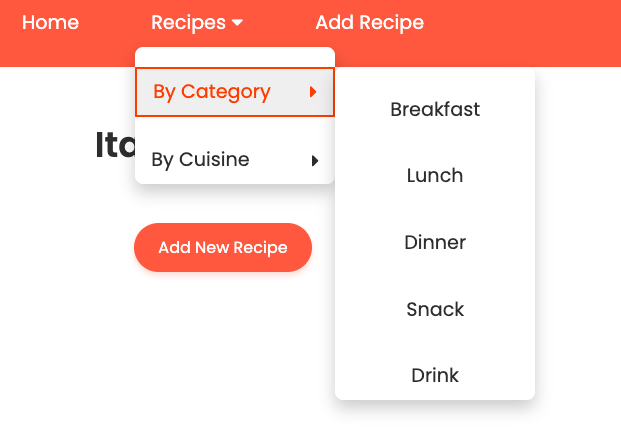 Home
Recipes
Add Recipe
By Category
By Cuisine
Breakfast
Lunch
Dinner
Snack
Drink
Add New Recipe